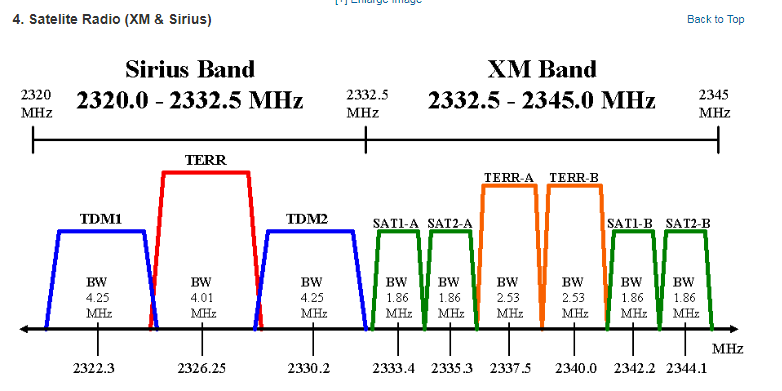 4. Satelite Radio (XM & Sirius)
Back to Top
Sirius Band
XM Band
2320 MHz
2320.0 - 2332.5 MHz
2332.5 MHz
2332.5 - 2345.0 MHz
2345 MHz
TERR
TERR-A TERR-B
TDM1
TDM2
SAT1-A SAT2-A
SAT1-B SAT2-B
BW BW BW BW BW BW BW BW BW
4.25 4.01 4.25 1.86 1.86 2.53 2.53 1.86 1.86
MHz MHz MHz MHz MHz MHz MHz MHz MHz
MHz
2322.3 2326.25 2330.2 2333.4 2335.3 2337.5 2340.0 2342.2 2344.1